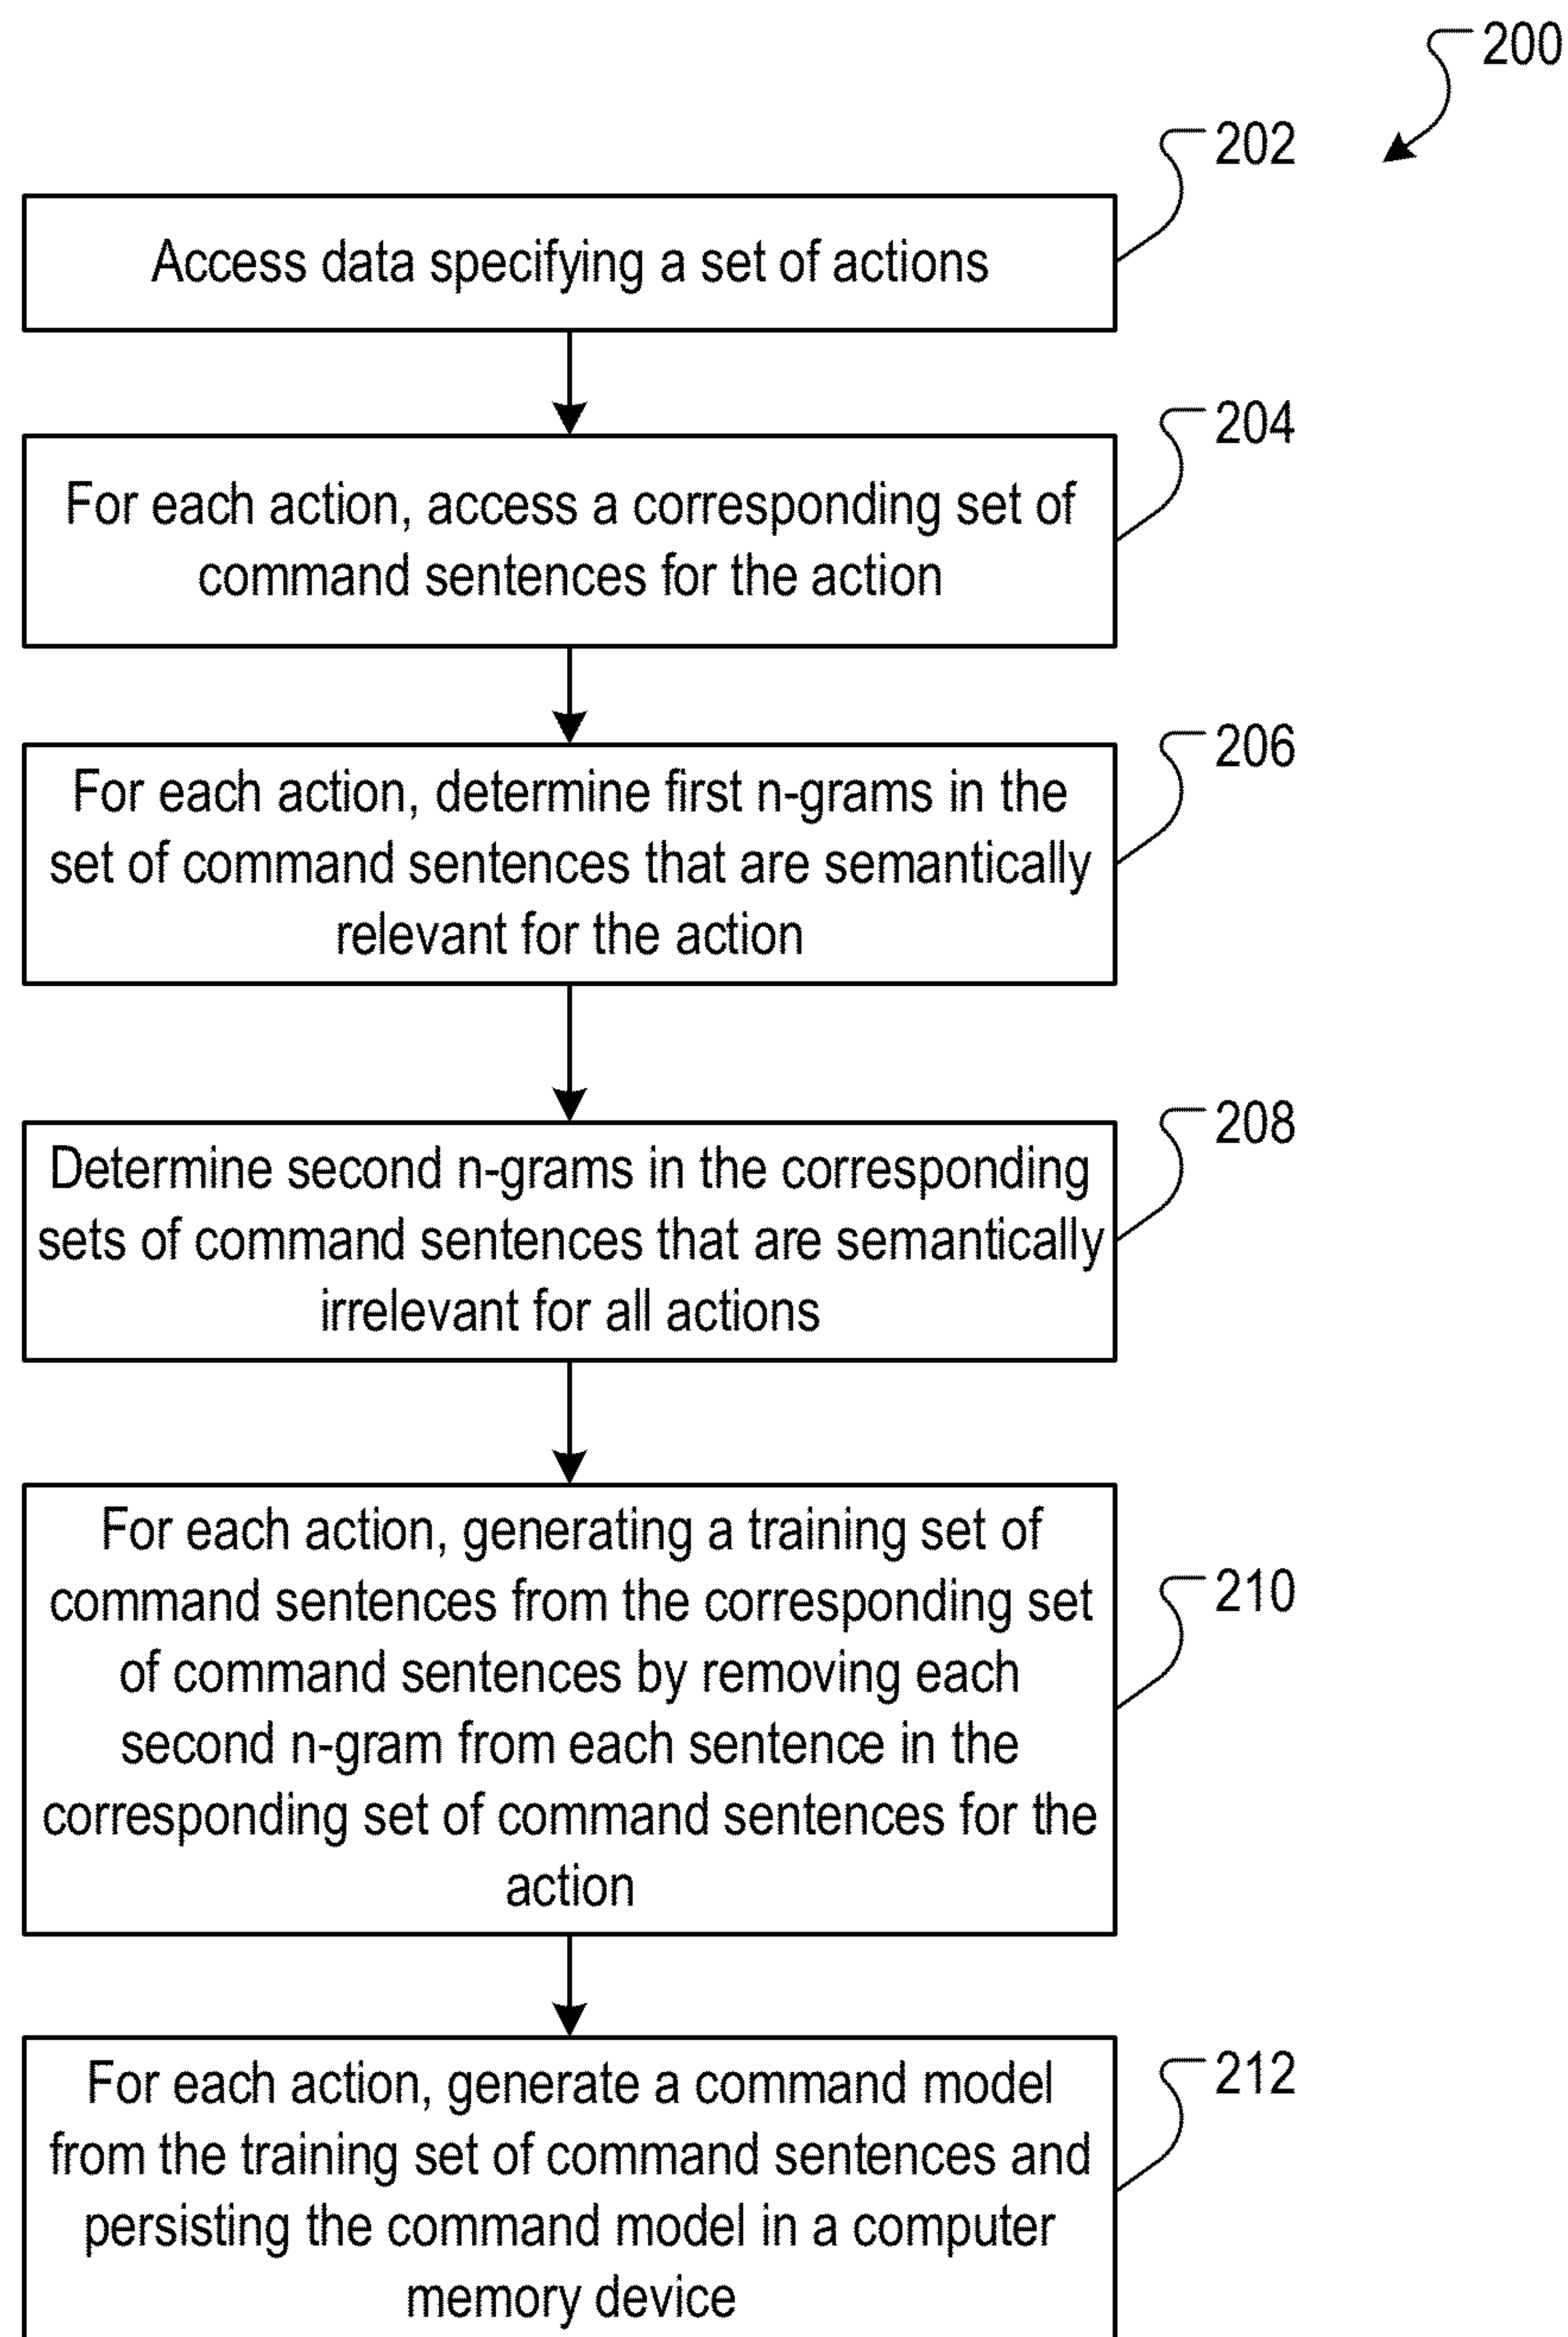 200
202
Access data specifying a set of actions
204
For each action, access a corresponding set of
command sentences for the action
206
For each action, determine first n-grams in the
set of command sentences that are semantically
relevant for the action
208
Determine second n-grams in the corresponding
sets of command sentences that are semantically
irrelevant for all actions
210
For each action, generating a training set of
command sentences from the corresponding set
of command sentences by removing each
second n-gram from each sentence in the
corresponding set of command sentences for the
action
212
For each action, generate a command model
from the training set of command sentences and
persisting the command model in a computer
memory device